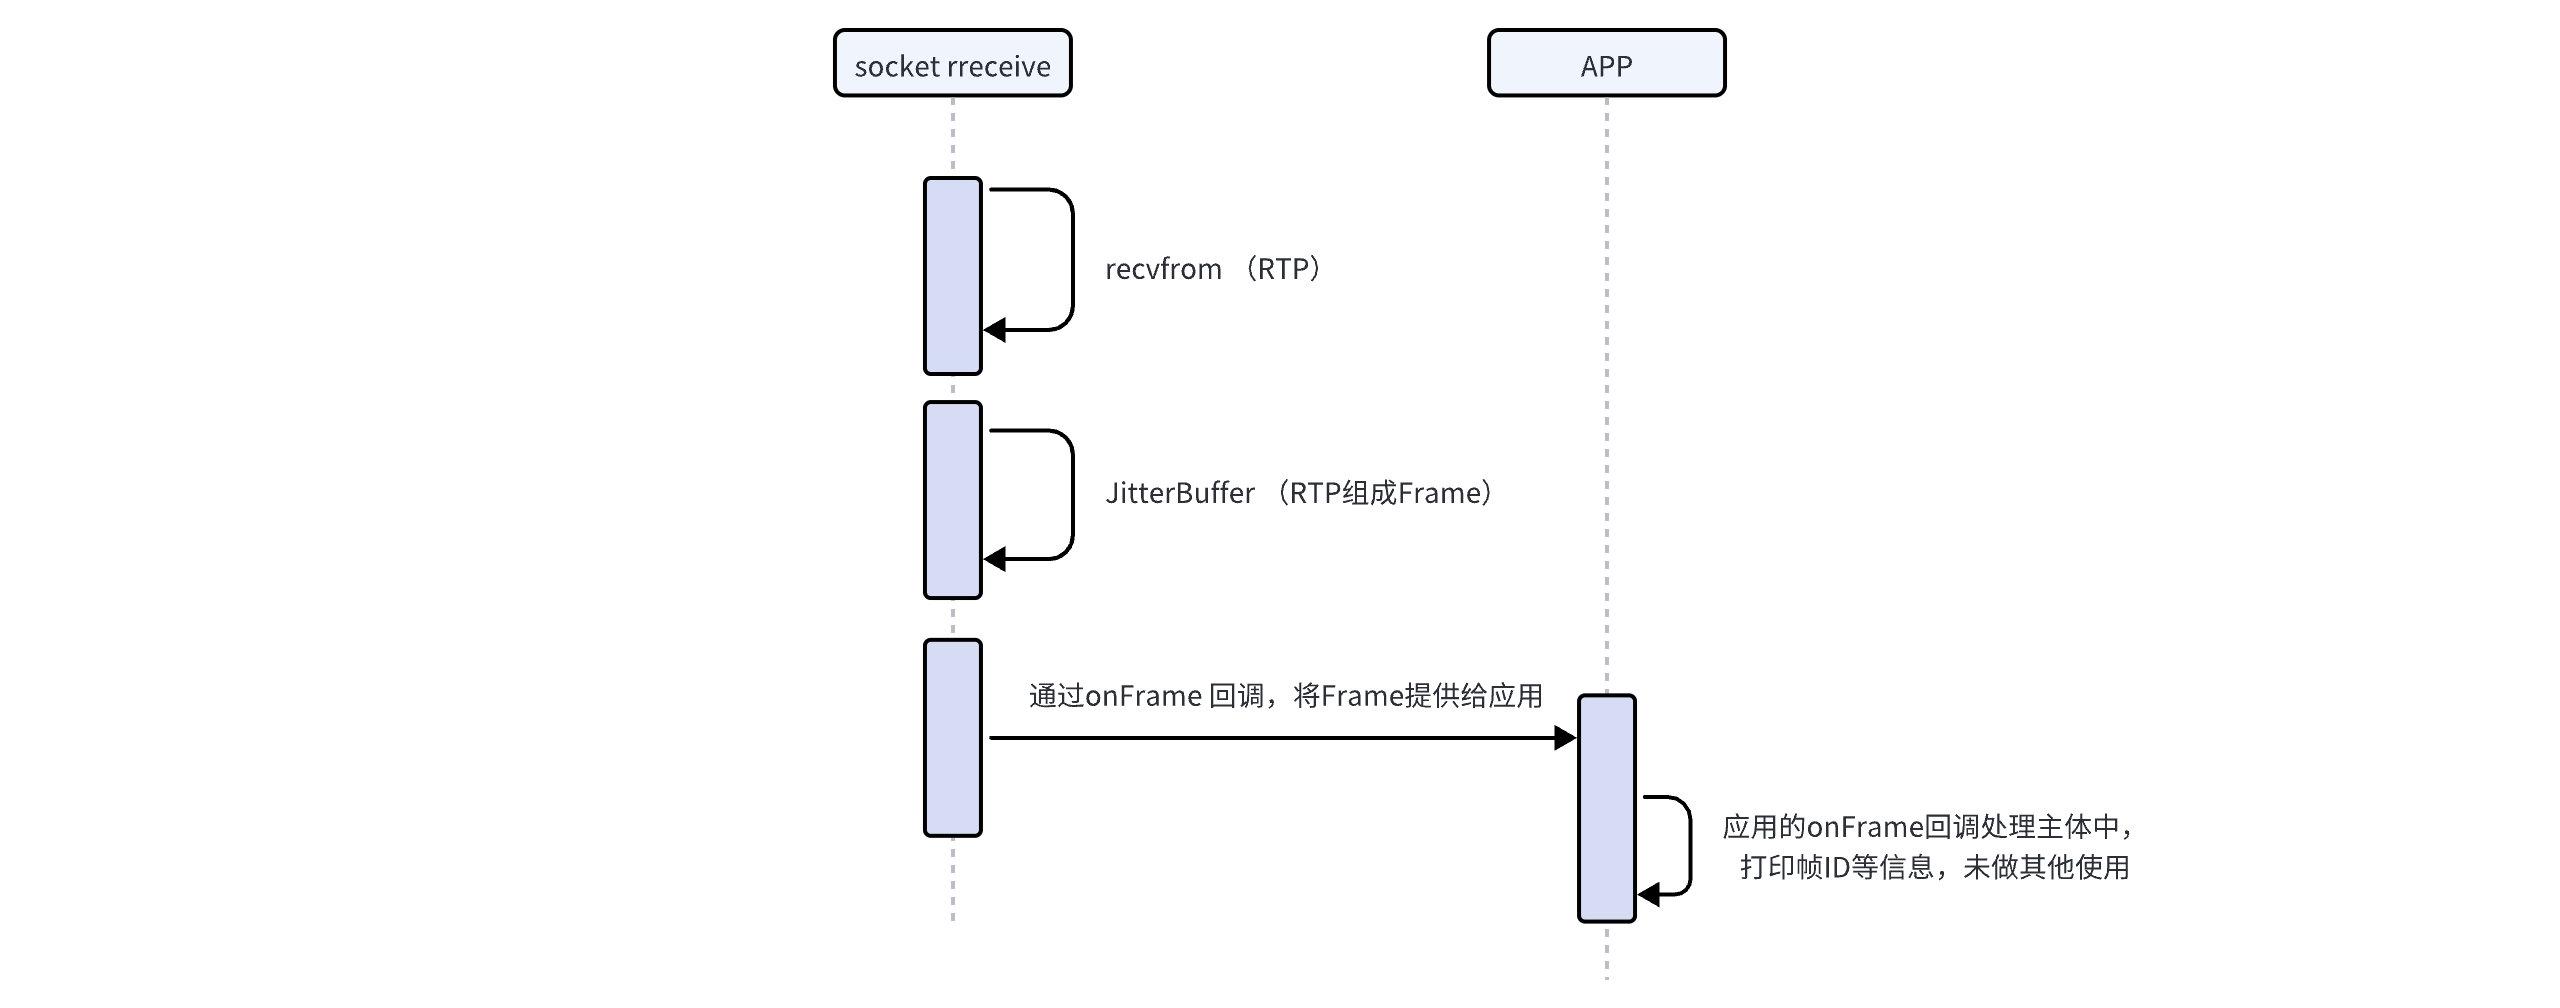 socket rreceive
APP
recvfrom （RTP）
JitterBuffer （RTP组成Frame）
通过onFrame 回调，将Frame提供给应用
应用的onFrame回调处理主体中，
打印帧ID等信息，未做其他使用